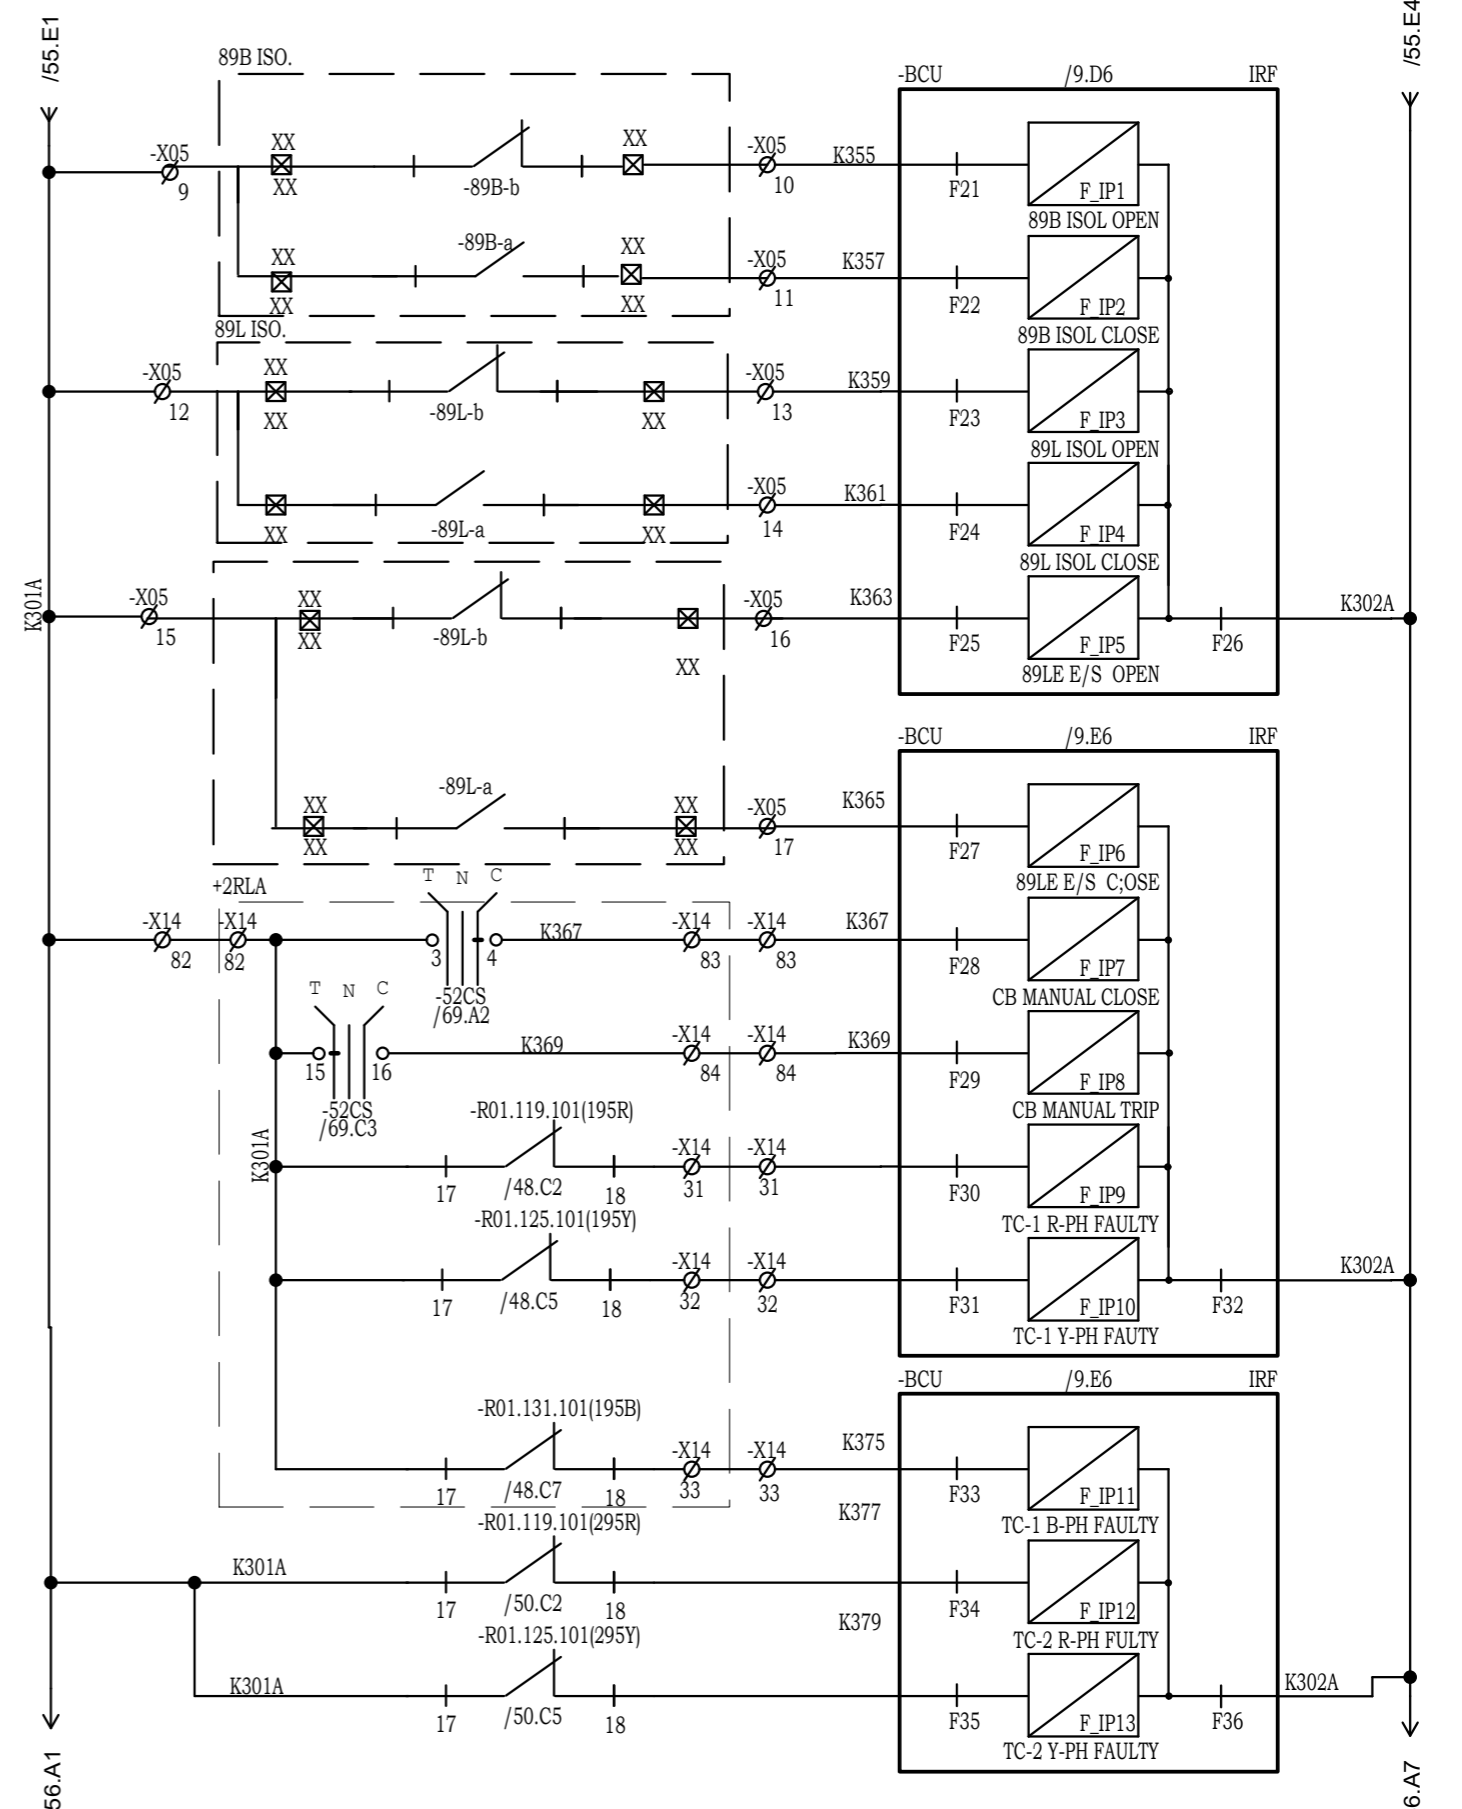 /55.E1
/55.E4
89B ISO.
-BCU /9.D6 IRF
XX XX
-X05 -X05 K355
9 XX -89B-b 10 F21 F_IP1
89B ISOL OPEN
XX -89B-a XX -X05 K357
XX XX 11 F22 F_IP2
89L ISO. 89B ISOL CLOSE
-X05 XX -X05 K359
12 XX -89L-b XX 13 F23 F_IP3
89L ISOL OPEN
-X05 K361
XX -89L-a XX 14 F24 F_IP4
89L ISOL CLOSE
K301A
-X05 XX -X05 K363 K302A
15 XX -89L-b 16 F25 F_IP5 F26
XX 89LE E/S OPEN
-BCU /9.E6 IRF
XX -89L-a XX -X05 K365
XX XX 17 F27 F_IP6
+2RLA T N C 89LE E/S C;OSE
-X14 -X14 K367 -X14 -X14 K367
82 82 3 4 83 83 F28 F_IP7
T N C -52CS CB MANUAL CLOSE
/69.A2
K369 -X14 -X14 K369
15 16 84 84 F29 F_IP8
-52CS -R01.119.101(195R) CB MANUAL TRIP
/69.C3
K301A
-X14 -X14
17 /48.C2 18 31 31 F30 F_IP9
-R01.125.101(195Y) TC-1 R-PH FAULTY
-X14 -X14 K302A
17 /48.C5 18 32 32 F31 F_IP10 F32
TC-1 Y-PH FAUTY
-BCU /9.E6 IRF
-R01.131.101(195B)
-X14 -X14 K375
17 /48.C7 18 33 33 F33 F_IP11
-R01.119.101(295R) K377 TC-1 B-PH FAULTY
K301A
17 /50.C2 18 F34 F_IP12
-R01.125.101(295Y) K379 TC-2 R-PH FULTY
K301A K302A
17 /50.C5 18 F35 F_IP13 F36
TC-2 Y-PH FAULTY
56.A1
6.A7